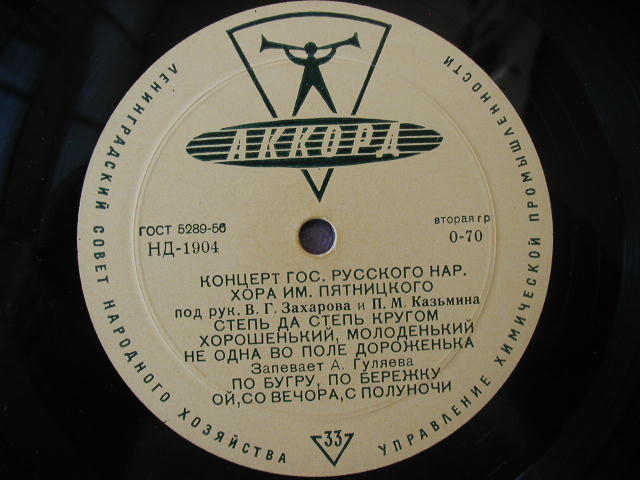 АККОРД
ЛЕНИНГРАДСКИЙ СОВЕТ НАРОДНОГО ХОЗЯЙСТВА
УПРАВЛЕНИЕ ХИМИЧЕСКОЙ ПРОМЫШЛЕННОСТИ
ГОСТ 5289-56
вторая гр
НД-1904
0-70
КОНЦЕРТ ГОС. РУССКОГО НАР.
ХОРА ИМ. ПЯТНИЦКОГО
под рук. В. Г. Захарова и П. М. Казьмина
СТЕПЬ ДА СТЕПЬ КРУГОМ
ХОРОШЕНЬКИЙ, МОЛОДЕНЬКИЙ
НЕ ОДНА ВО ПОЛЕ ДОРОЖЕНЬКА
Запевает А. Гуляева
ПО БУГРУ, ПО БЕРЕЖКУ
ОЙ,СО ВЕЧОРА,С ПОЛУНОЧИ
33